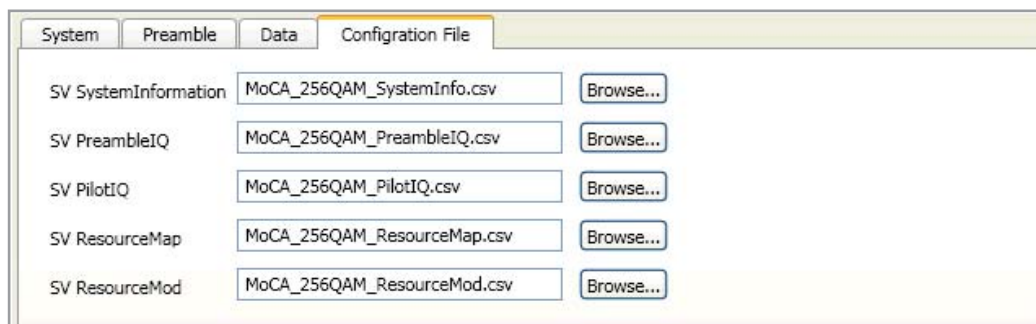 System Preamble Data Configration File
SV SystemInformation MoCA_256QAM_SystemInfo.csv Browse...
SV PreambleIQ MoCA_256QAM_PreambleIQ.csv Browse...
SV PilotIQ MoCA_256QAM_PilotIQ.csv Browse...
SV ResourceMap MoCA_256QAM_ResourceMap.csv Browse...
SV ResourceMod MoCA_256QAM_ResourceMod.csv Browse...